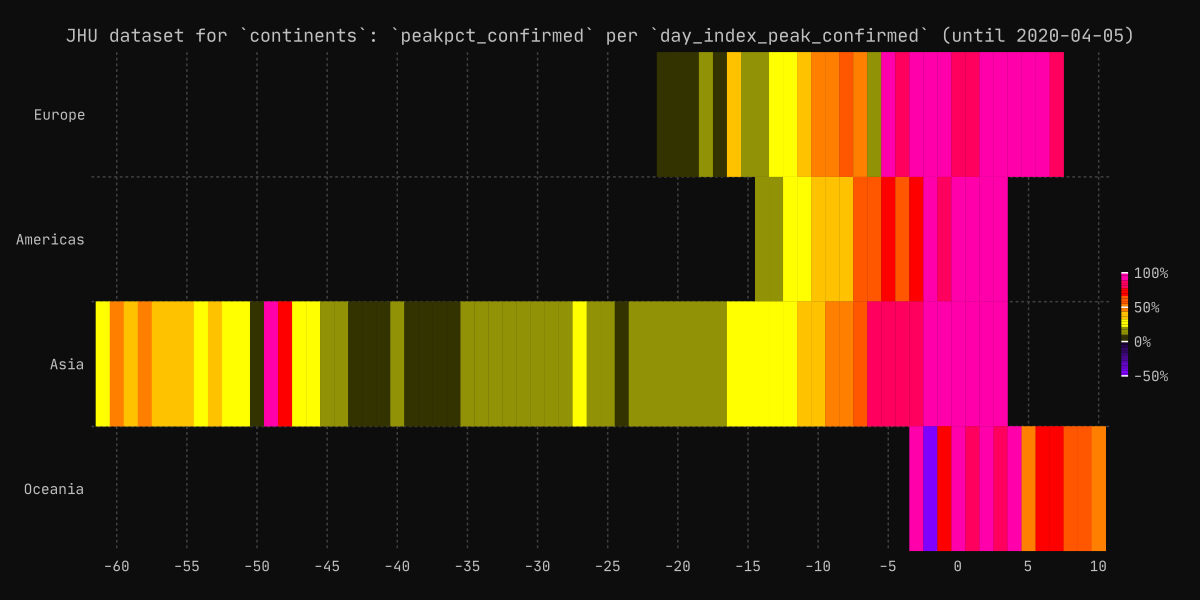 JHU dataset for `continents`: `peakpct_confirmed` per `day_index_peak_confirmed` (until 2020-04-05)
Europe
Americas
Asia
Oceania
100%
50%
0%
-50%
-60 -55 -50 -45 -40 -35 -30 -25 -20 -15 -10 -5 0 5 10